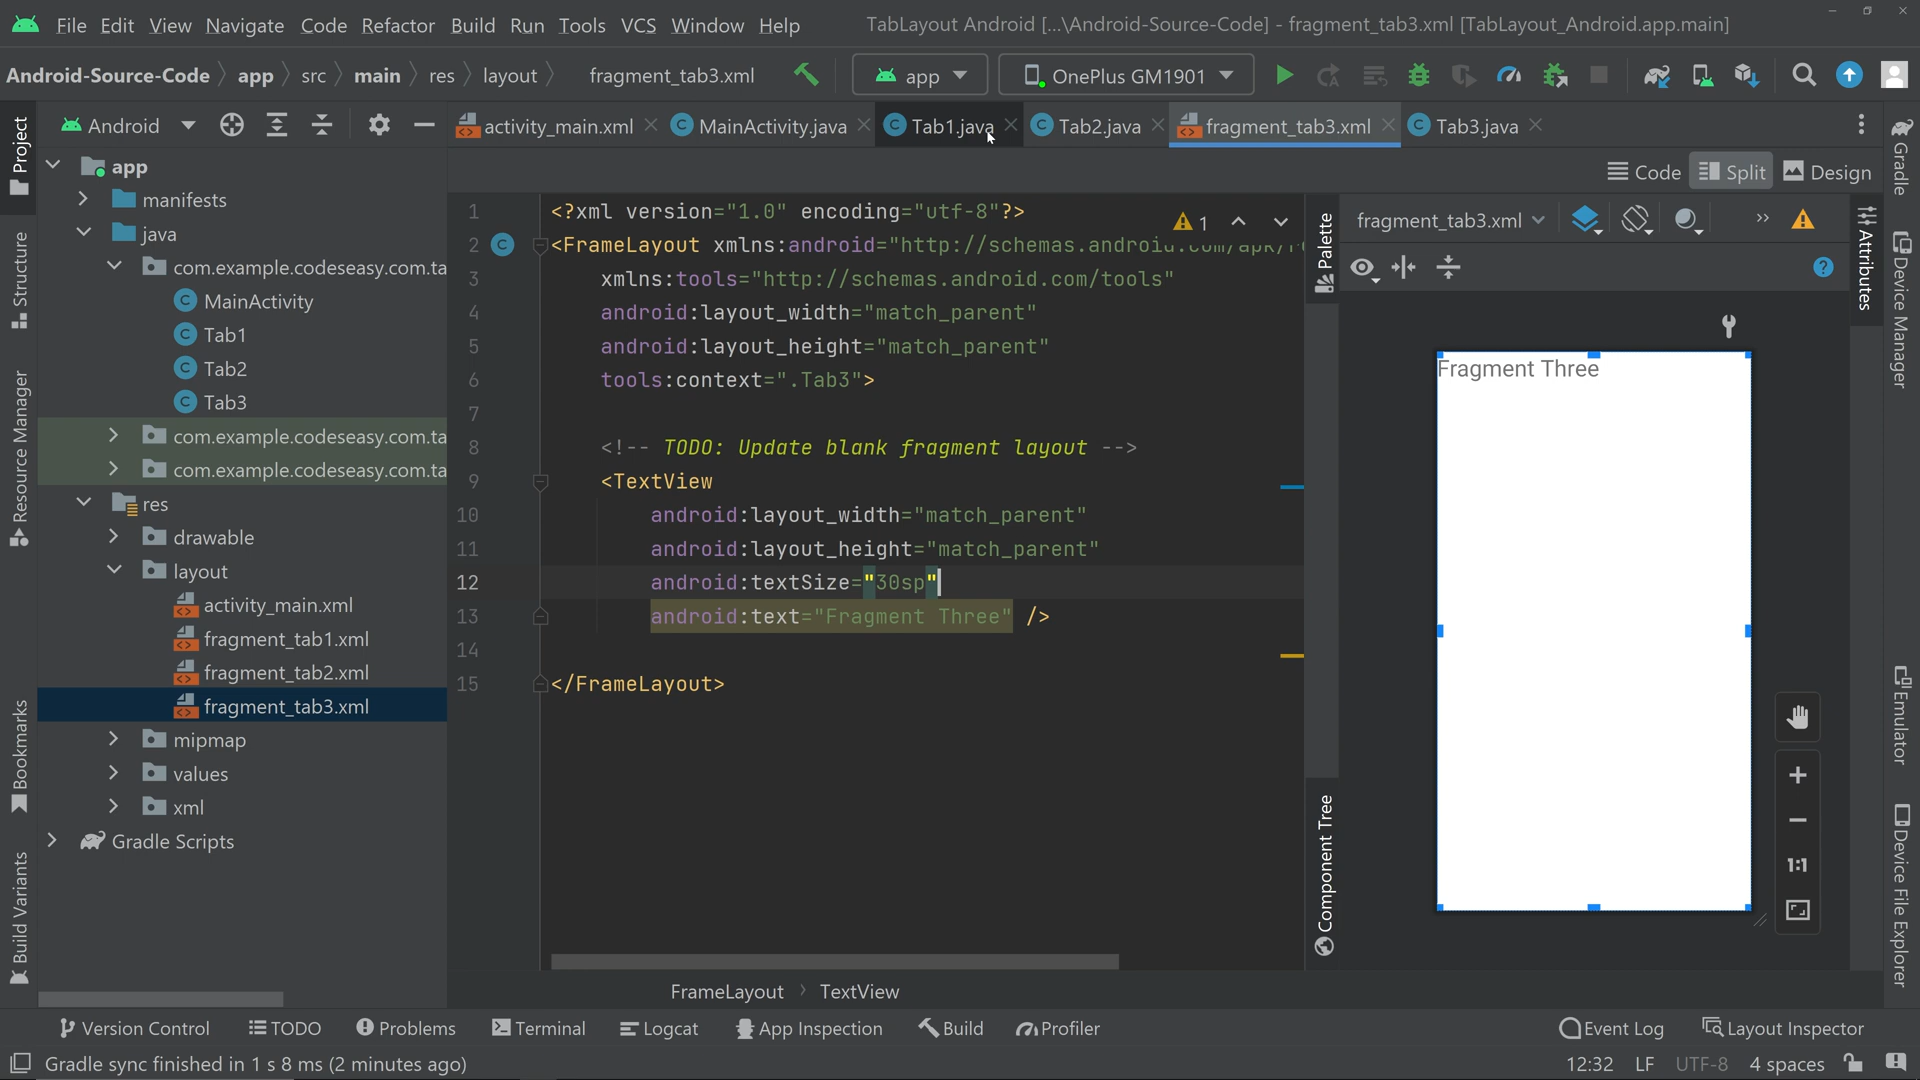 File Edit View Navigate Code Refactor Build Run Tools VCS Window Help TabLayout Android [...\Android-Source-Code] - fragment_tab3.xml [TabLayout_Android.app.main]
Android-Source-Code app src main res layout fragment_tab3.xml app OnePlus GM1901
Project
Structure
Resource Manager
Bookmarks
Build Variants
Android
app
manifests
java
com.example.codeseasy.com.ta
MainActivity
Tab1
Tab2
Tab3
com.example.codeseasy.com.ta
com.example.codeseasy.com.ta
res
drawable
layout
activity_main.xml
fragment_tab1.xml
fragment_tab2.xml
fragment_tab3.xml
mipmap
values
xml
Gradle Scripts
activity_main.xml MainActivity.java Tab1.java Tab2.java fragment_tab3.xml Tab3.java
Code Split Design
1 <?xml version="1.0" encoding="utf-8"?>
1
2 <FrameLayout xmlns:android="http://schemas.android.com/apk/r
3 xmlns:tools="http://schemas.android.com/tools"
4 android:layout_width="match_parent"
5 android:layout_height="match_parent"
6 tools:context=".Tab3">
7
8 <!-- TODO: Update blank fragment layout -->
9 <TextView
10 android:layout_width="match_parent"
11 android:layout_height="match_parent"
12 android:textSize="30sp"
13 android:text="Fragment Three" />
14
15 </FrameLayout>
FrameLayout TextView
Palette
Component Tree
fragment_tab3.xml
Fragment Three
1:1
Attributes
Gradle
Device Manager
Emulator
Device File Explorer
Version Control TODO Problems Terminal Logcat App Inspection Build Profiler Event Log Layout Inspector
Gradle sync finished in 1 s 8 ms (2 minutes ago) 12:32 LF UTF-8 4 spaces